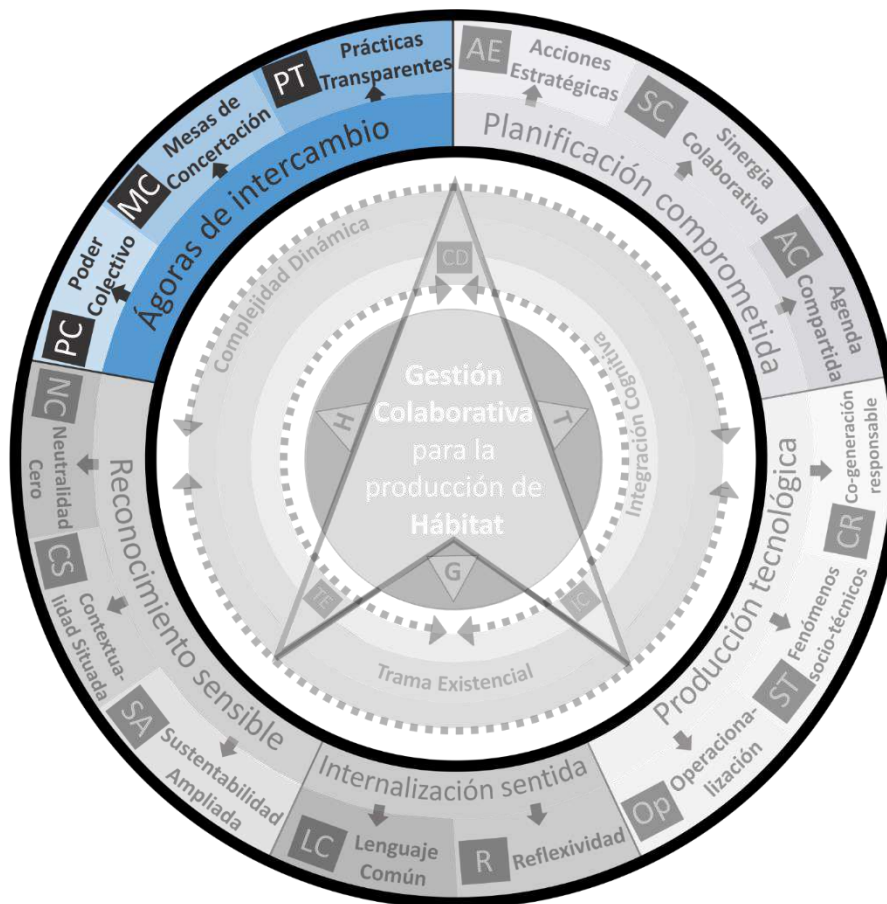 PT
Prácticas
Transparentes
MC
Mesas de
Concertación
PC
Poder
Colectivo
Ágoras de intercambio
AE
Acciones
Estratégicas
SC
Sinergia
Colaborativa
AC
Agenda
Compartida
Planificación comprometida
Co-generación
responsable
CR
Fenómenos
socio-técnicos
ST
Operaciona-
lización
Op
Producción tecnológica
Internalización sentida
R
Reflexividad
LC
Lenguaje
Común
Reconocimiento sensible
NC
Neutralidad
Cero
CS
Contextua-
lidad Situada
SA
Sustentabilidad
Ampliada
Complejidad Dinámica
CD
Integración Cognitiva
IC
Trama Existencial
TE
H
T
G
Gestión
Colaborativa
para la
producción de
Hábitat